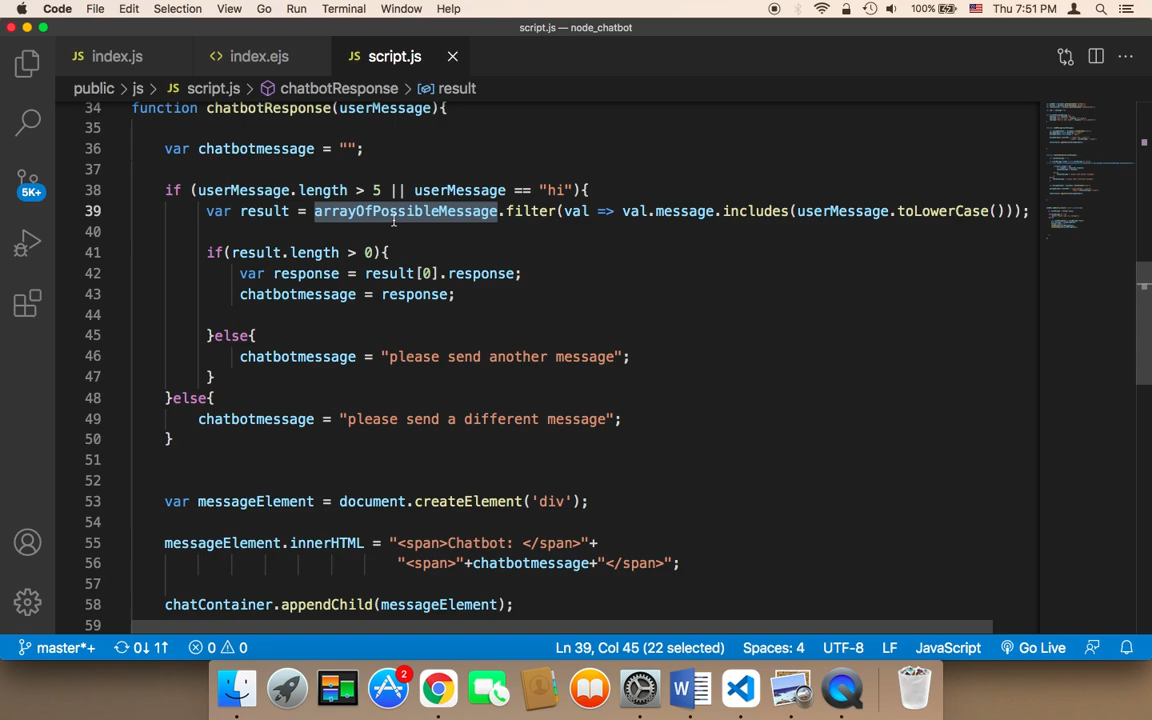 Code File Edit Selection View Go Run Terminal Window Help 100% Thu 7:51 PM
script.js — node_chatbot
JS index.js <> index.ejs JS script.js
public > js > JS script.js > chatbotResponse > result
34 function chatbotResponse(userMessage){
35
36 var chatbotmessage = "";
37
38 if (userMessage.length > 5 || userMessage == "hi"){
39 var result = arrayOfPossibleMessage.filter(val => val.message.includes(userMessage.toLowerCase()));
40
41 if(result.length > 0){
42 var response = result[0].response;
43 chatbotmessage = response;
44
45 }else{
46 chatbotmessage = "please send another message";
47 }
48 }else{
49 chatbotmessage = "please send a different message";
50 }
51
52
53 var messageElement = document.createElement('div');
54
55 messageElement.innerHTML = "<span>Chatbot: </span>"+
56 "<span>"+chatbotmessage+"</span>";
57
58 chatContainer.appendChild(messageElement);
59
5K+
master*+ 0↓ 1↑ 0 0 Ln 39, Col 45 (22 selected) Spaces: 4 UTF-8 LF JavaScript Go Live
2